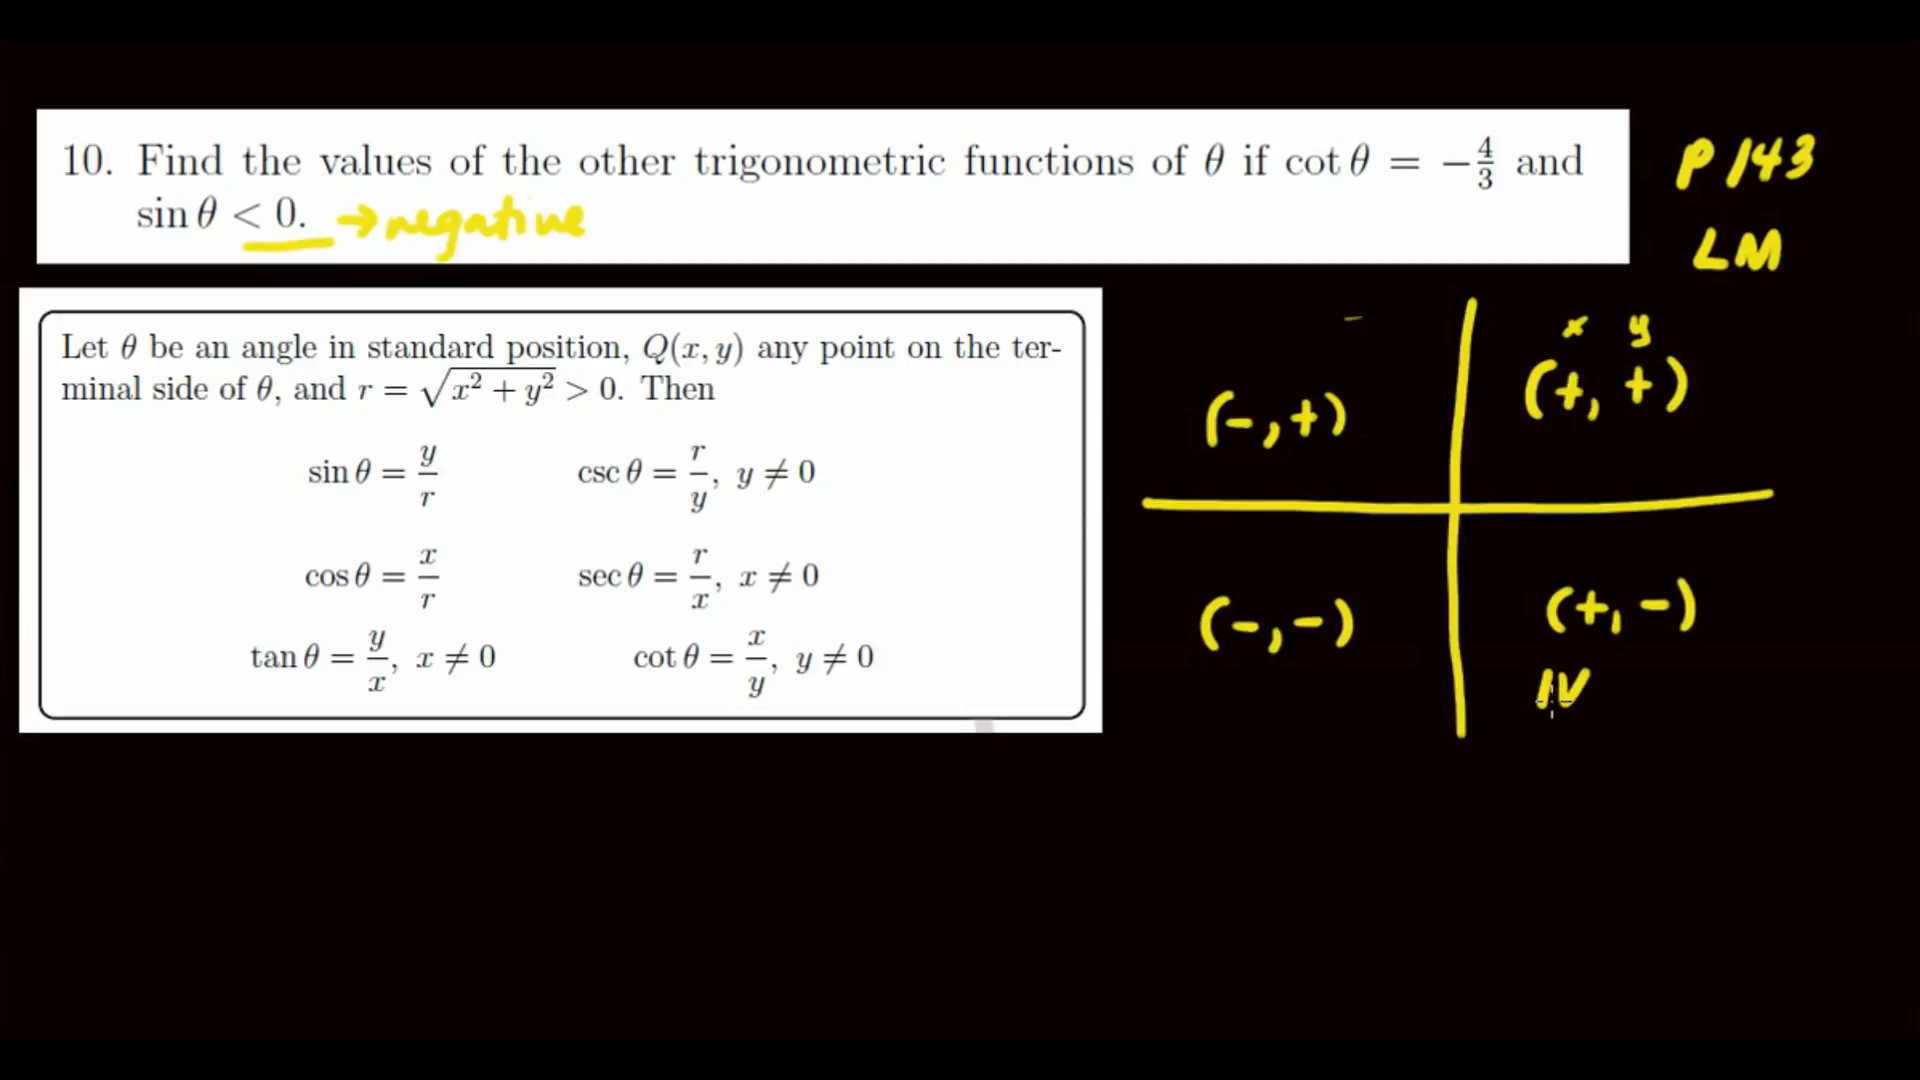 10. Find the values of the other trigonometric functions of θ if cot θ = −4/3 and
sin θ < 0. → negative
P 143
LM
Let θ be an angle in standard position, Q(x, y) any point on the ter-
minal side of θ, and r = √(x² + y²) > 0. Then
sin θ = y/r    csc θ = r/y, y ≠ 0
cos θ = x/r    sec θ = r/x, x ≠ 0
tan θ = y/x, x ≠ 0    cot θ = x/y, y ≠ 0
x y
(-, +) (+, +)
(-, -) (+, -)
IV